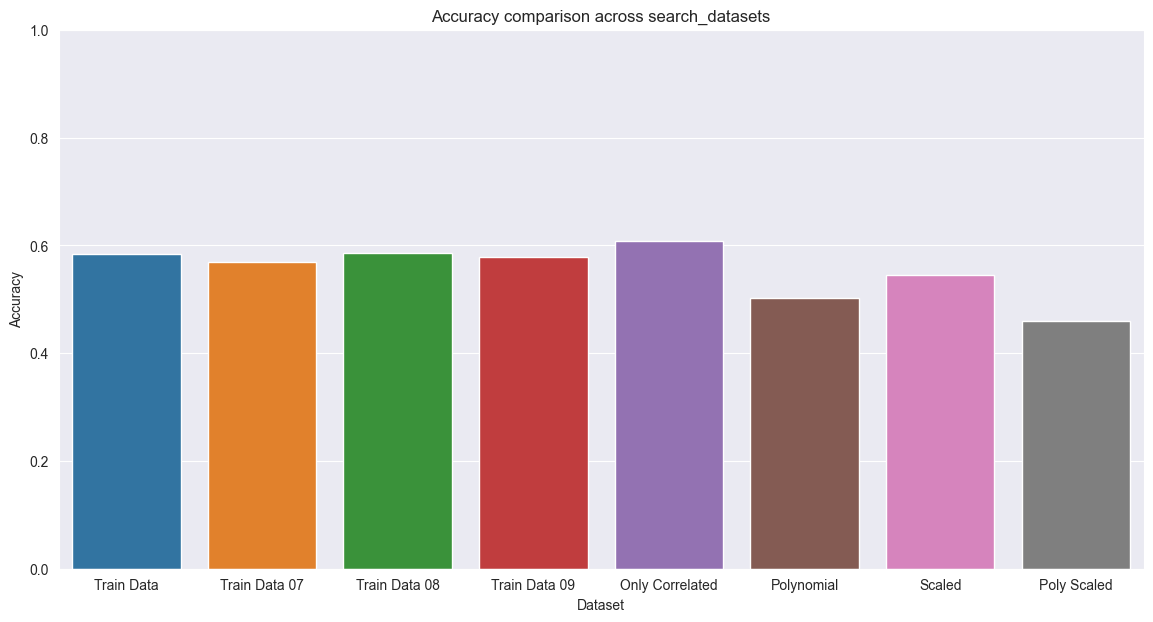 Accuracy comparison across search_datasets
1.0
0.8
0.6
0.4
0.2
0.0
Accuracy
Train Data
Train Data 07
Train Data 08
Train Data 09
Only Correlated
Polynomial
Scaled
Poly Scaled
Dataset